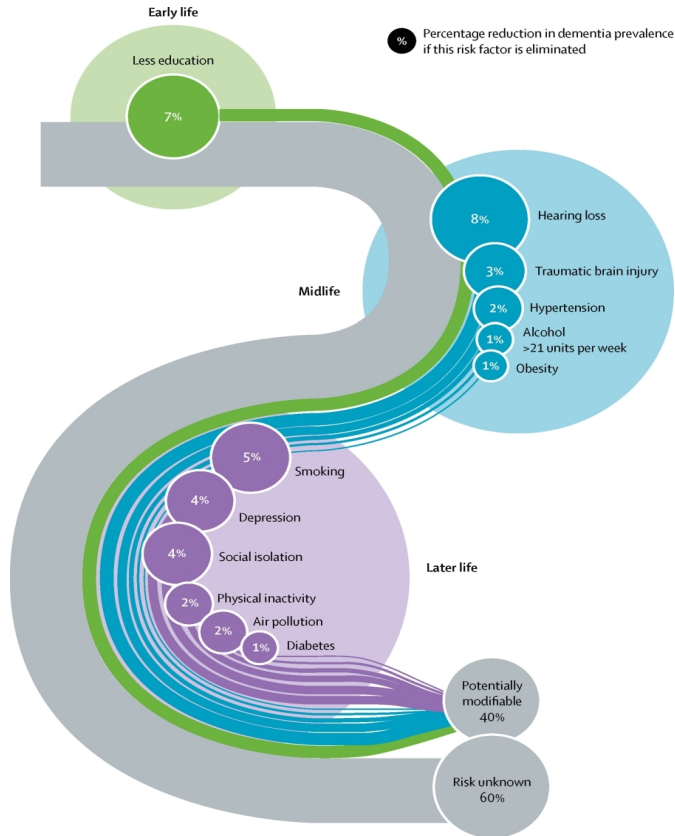 Early life
%
Percentage reduction in dementia prevalence
if this risk factor is eliminated
Less education
7%
8%
Hearing loss
3%
Traumatic brain injury
Midlife
2%
Hypertension
1%
Alcohol
>21 units per week
1%
Obesity
5%
Smoking
4%
Depression
4%
Social isolation
Later life
2%
Physical inactivity
2%
Air pollution
1%
Diabetes
Potentially
modifiable
40%
Risk unknown
60%